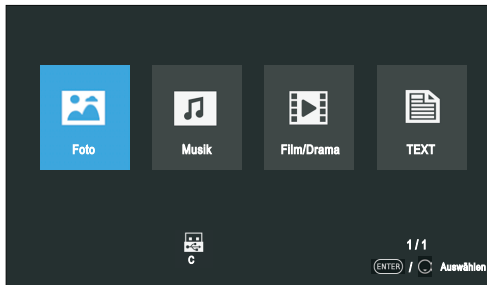 Foto
Musik
Film/Drama
TEXT
C
1/1
ENTER / Auswählen